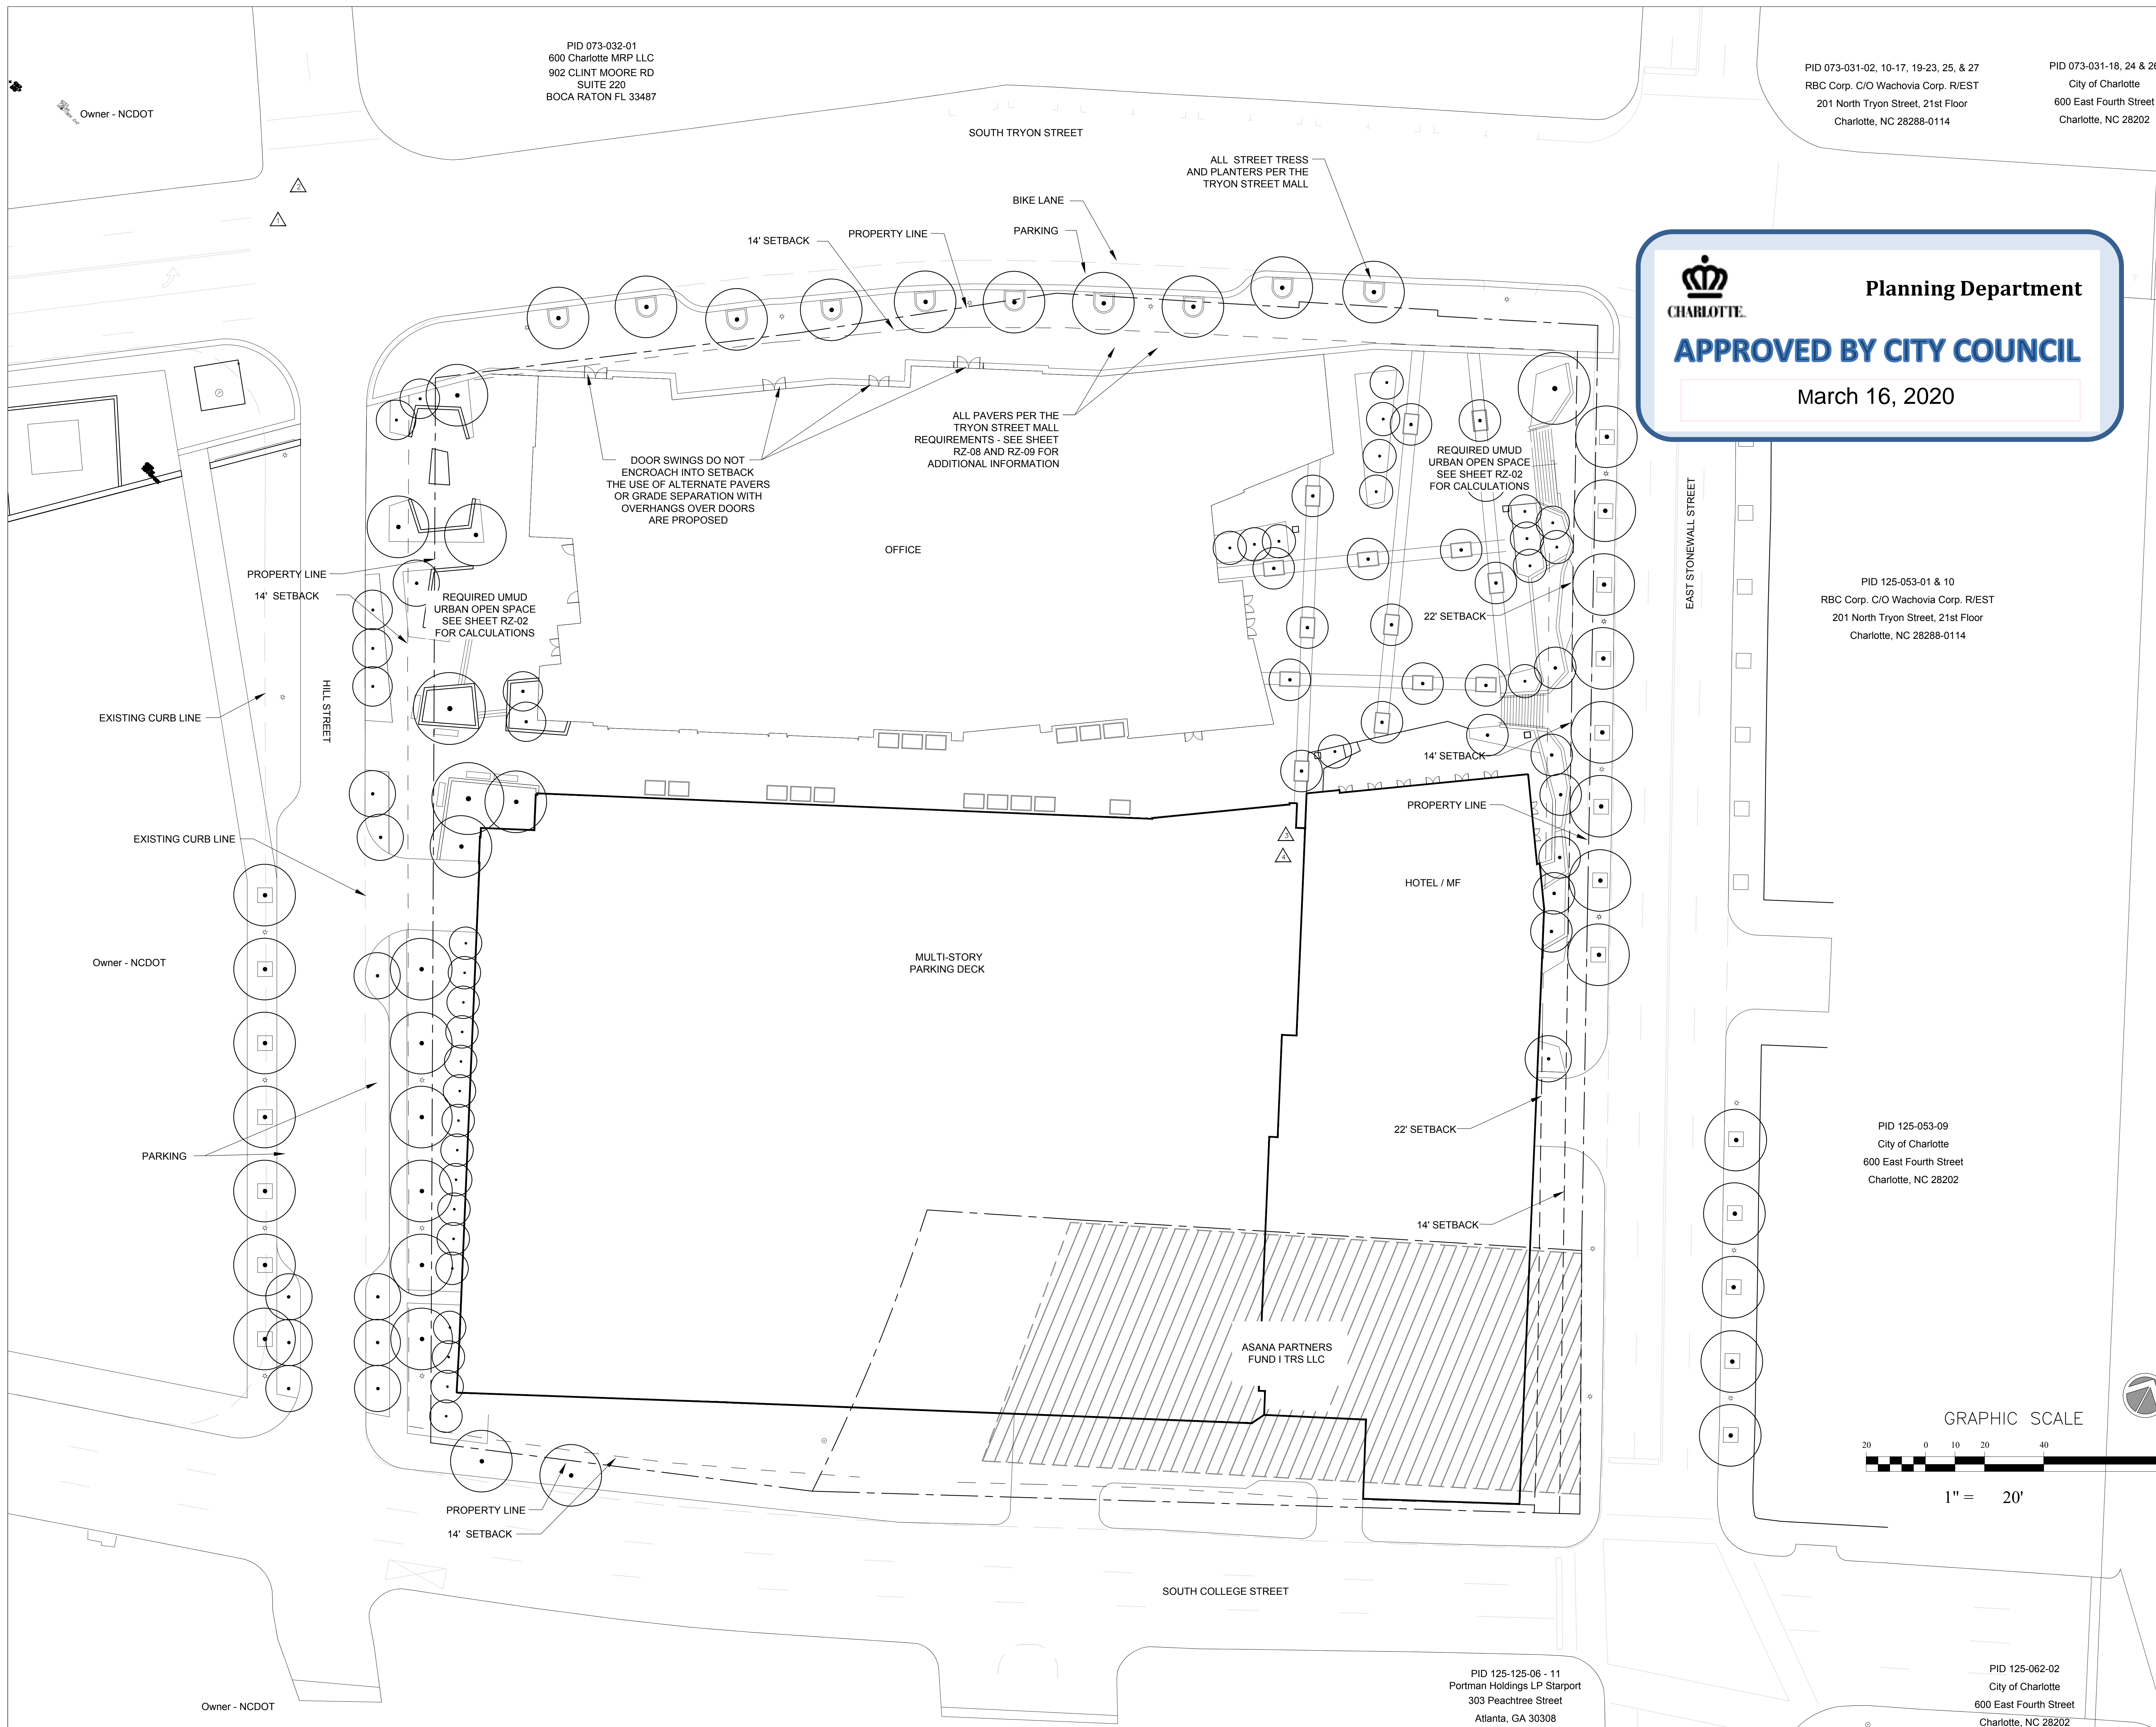 PID 073-032-01
600 Charlotte MRP LLC
902 CLINT MOORE RD
SUITE 220
BOCA RATON FL 33487
PID 073-031-02, 10-17, 19-23, 25, & 27
RBC Corp. C/O Wachovia Corp. R/EST
201 North Tryon Street, 21st Floor
Charlotte, NC 28288-0114
PID 073-031-18, 24 & 26
City of Charlotte
600 East Fourth Street
Charlotte, NC 28202
Owner - NCDOT
SOUTH TRYON STREET
ALL STREET TRESS
AND PLANTERS PER THE
TRYON STREET MALL
2
1
BIKE LANE
PARKING
PROPERTY LINE
14' SETBACK
CHARLOTTE
Planning Department
APPROVED BY CITY COUNCIL
March 16, 2020
ALL PAVERS PER THE
TRYON STREET MALL
REQUIREMENTS - SEE SHEET
RZ-08 AND RZ-09 FOR
ADDITIONAL INFORMATION
DOOR SWINGS DO NOT
ENCROACH INTO SETBACK
THE USE OF ALTERNATE PAVERS
OR GRADE SEPARATION WITH
OVERHANGS OVER DOORS
ARE PROPOSED
REQUIRED UMUD
URBAN OPEN SPACE
SEE SHEET RZ-02
FOR CALCULATIONS
EAST STONEWALL STREET
OFFICE
PROPERTY LINE
14' SETBACK
REQUIRED UMUD
URBAN OPEN SPACE
SEE SHEET RZ-02
FOR CALCULATIONS
22' SETBACK
PID 125-053-01 & 10
RBC Corp. C/O Wachovia Corp. R/EST
201 North Tryon Street, 21st Floor
Charlotte, NC 28288-0114
HILL STREET
EXISTING CURB LINE
14' SETBACK
PROPERTY LINE
EXISTING CURB LINE
3
4
HOTEL / MF
Owner - NCDOT
MULTI-STORY
PARKING DECK
22' SETBACK
PID 125-053-09
City of Charlotte
600 East Fourth Street
Charlotte, NC 28202
PARKING
14' SETBACK
ASANA PARTNERS
FUND I TRS LLC
GRAPHIC SCALE
20 0 10 20 40
1" = 20'
PROPERTY LINE
14' SETBACK
SOUTH COLLEGE STREET
Owner - NCDOT
PID 125-125-06 - 11
Portman Holdings LP Starport
303 Peachtree Street
Atlanta, GA 30308
PID 125-062-02
City of Charlotte
600 East Fourth Street
Charlotte, NC 28202